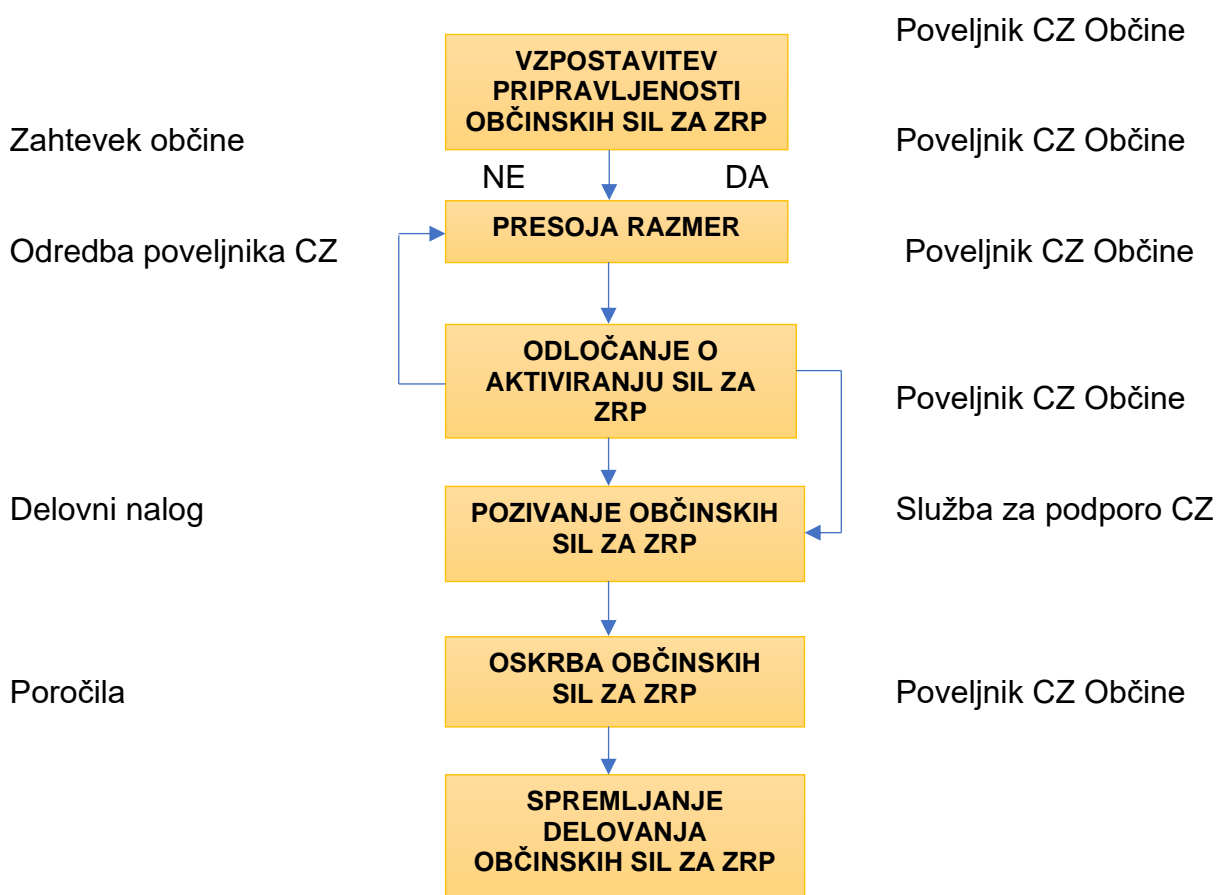 Poveljnik CZ Občine
VZPOSTAVITEV
PRIPRAVLJENOSTI
OBČINSKIH SIL ZA ZRP
Zahtevek občine
Poveljnik CZ Občine
NE
DA
PRESOJA RAZMER
Odredba poveljnika CZ
Poveljnik CZ Občine
ODLOČANJE O
AKTIVIRANJU SIL ZA
ZRP
Poveljnik CZ Občine
Delovni nalog
POZIVANJE OBČINSKIH
SIL ZA ZRP
Služba za podporo CZ
OSKRBA OBČINSKIH
SIL ZA ZRP
Poročila
Poveljnik CZ Občine
SPREMLJANJE
DELOVANJA
OBČINSKIH SIL ZA ZRP